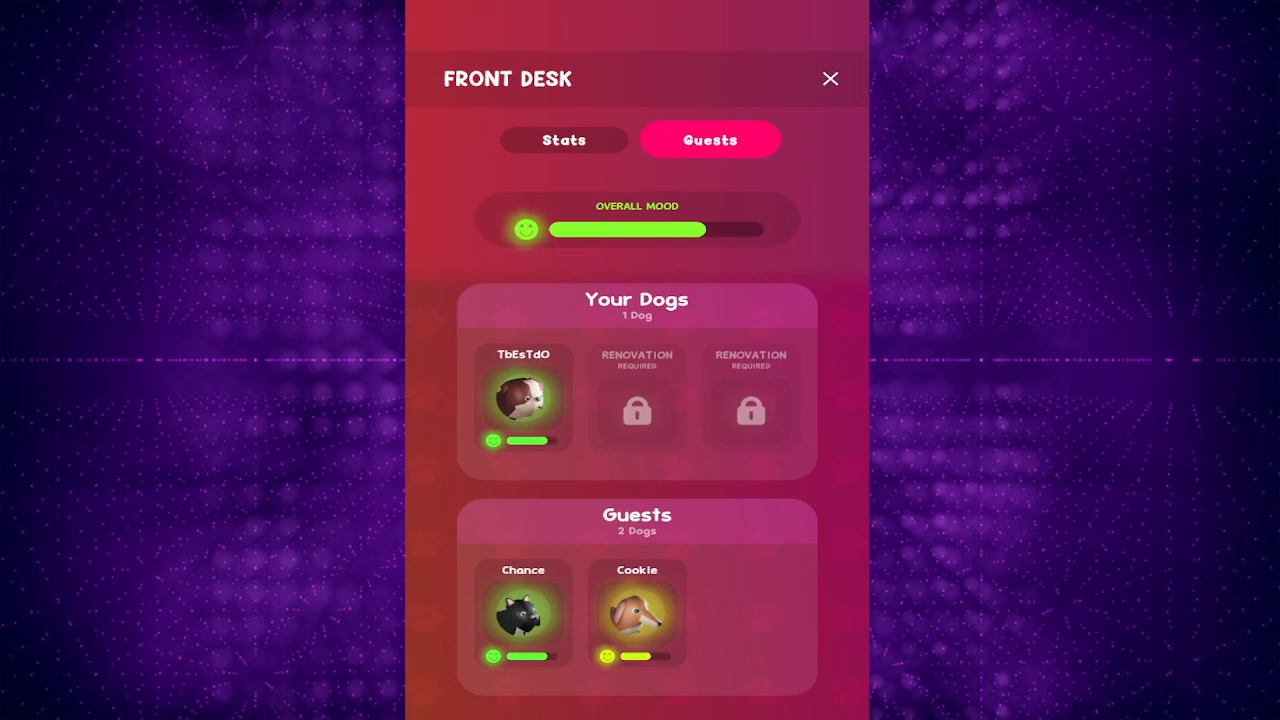 FRONT DESK
Stats
Guests
OVERALL MOOD
Your Dogs
1 Dog
TbEsTdO
RENOVATION
REQUIRED
RENOVATION
REQUIRED
Guests
2 Dogs
Chance
Cookie